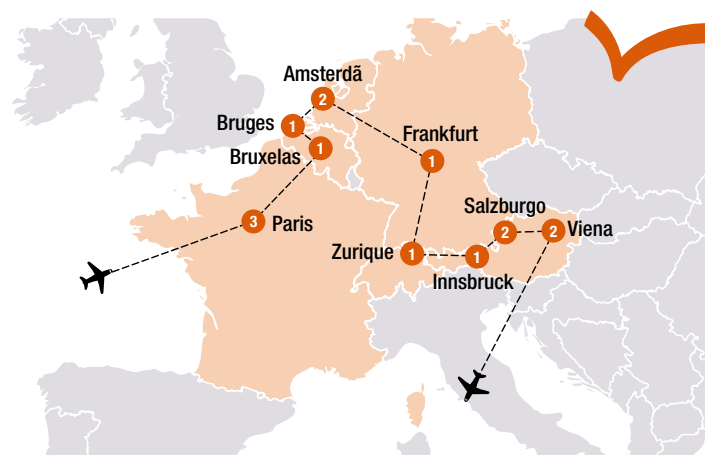 Amsterdã
2
Bruges
1
Frankfurt
1
Bruxelas
1
Salzburgo
2
Viena
2
Paris
3
Zurique
1
Innsbruck
1